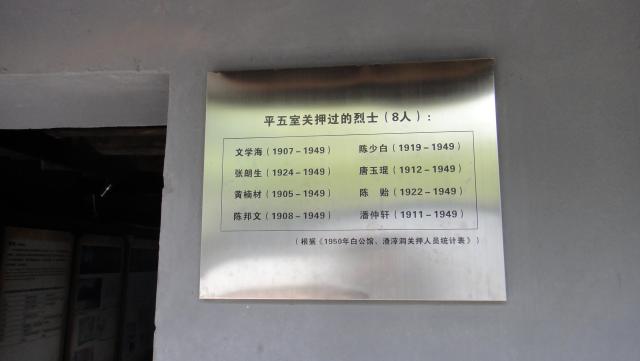 平五室关押过的烈士（8人）：
文学海（1907－1949） 陈少白（1919－1949）
张朗生（1924－1949） 唐玉琨（1912－1949）
黄楠材（1905－1949） 陈 贻（1922－1949）
陈邦文（1908－1949） 潘仲轩（1911－1949）
（根据《1950年白公馆、渣滓洞关押人员统计表》）